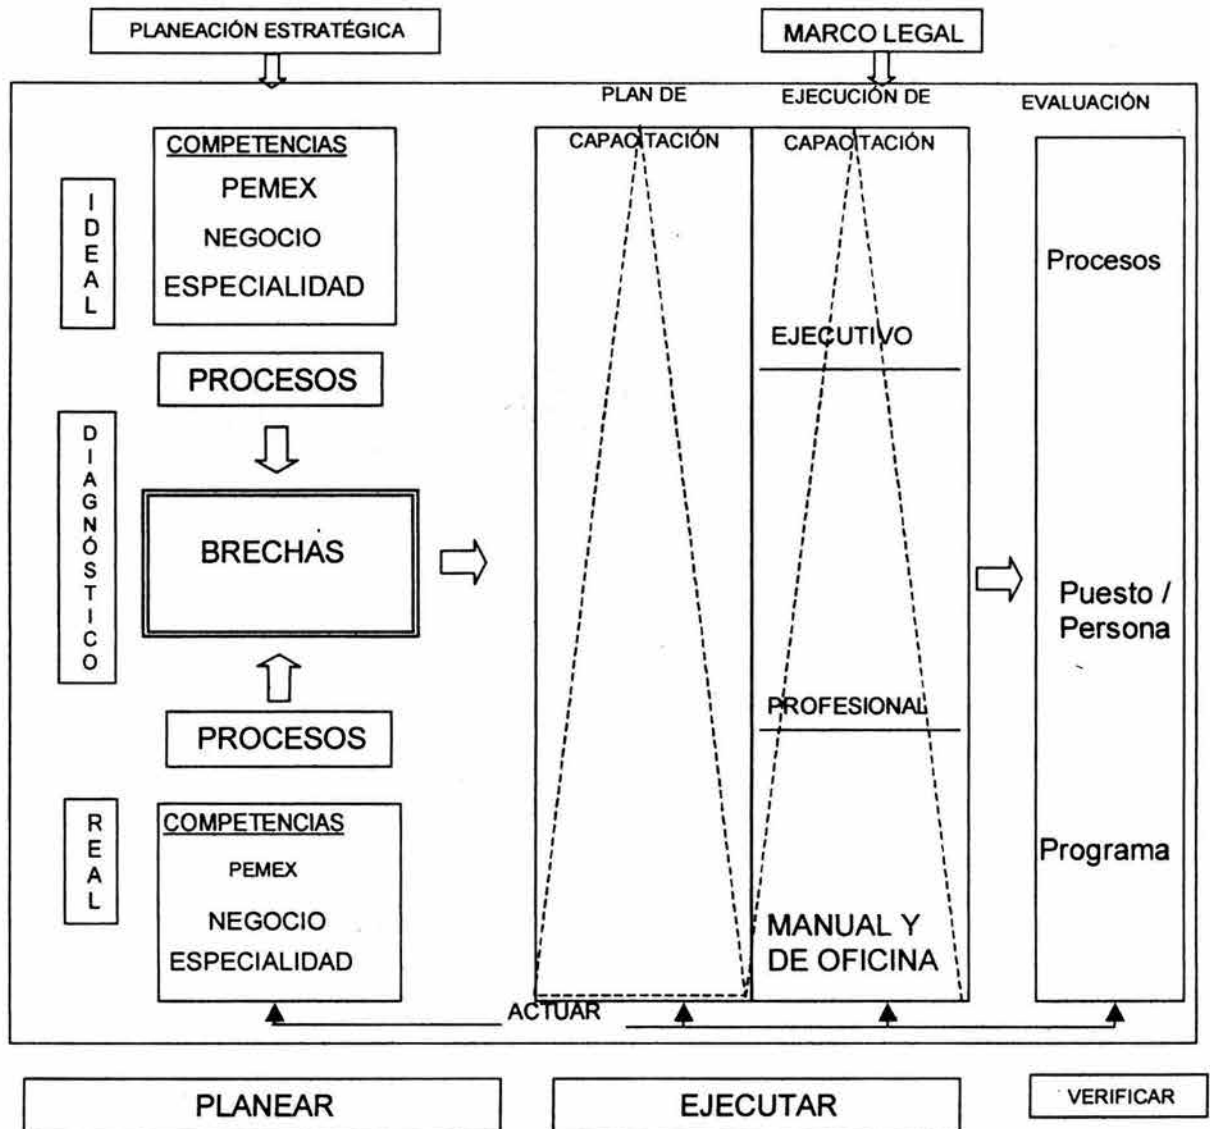 PLANEACIÓN ESTRATÉGICA
MARCO LEGAL
PLAN DE
CAPACITACIÓN
EJECUCIÓN DE
CAPACITACIÓN
EVALUACIÓN
IDEAL
COMPETENCIAS
PEMEX
NEGOCIO
ESPECIALIDAD
PROCESOS
DIAGNÓSTICO
BRECHAS
PROCESOS
REAL
COMPETENCIAS
PEMEX
NEGOCIO
ESPECIALIDAD
EJECUTIVO
PROFESIONAL
MANUAL Y
DE OFICINA
Procesos
Puesto /
Persona
Programa
ACTUAR
PLANEAR
EJECUTAR
VERIFICAR